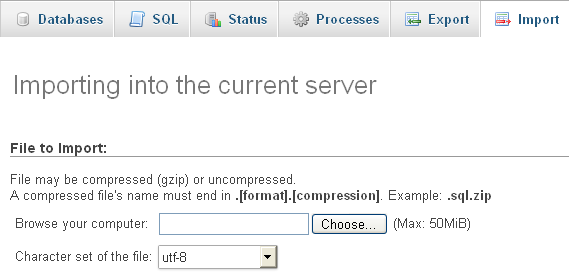 Databases SQL Status Processes Export Import
Importing into the current server
File to Import:
File may be compressed (gzip) or uncompressed.
A compressed file's name must end in .[format].[compression]. Example: .sql.zip
Browse your computer: Choose... (Max: 50MiB)
Character set of the file: utf-8